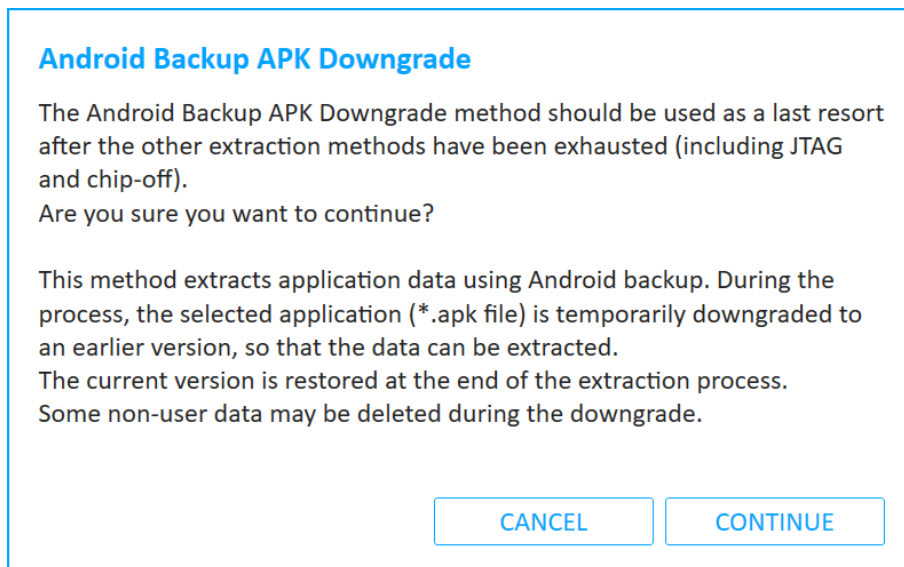 Android Backup APK Downgrade
The Android Backup APK Downgrade method should be used as a last resort
after the other extraction methods have been exhausted (including JTAG
and chip-off).
Are you sure you want to continue?
This method extracts application data using Android backup. During the
process, the selected application (*.apk file) is temporarily downgraded to
an earlier version, so that the data can be extracted.
The current version is restored at the end of the extraction process.
Some non-user data may be deleted during the downgrade.
CANCEL
CONTINUE